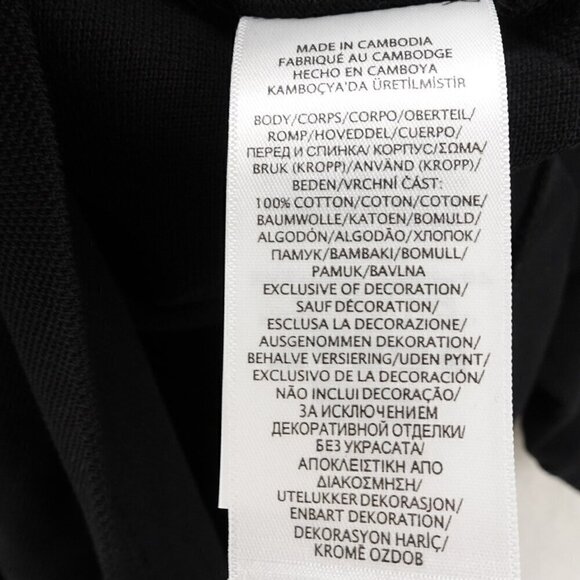 MADE IN CAMBODIA
FABRIQUÉ AU CAMBODGE
HECHO EN CAMBOYA
KAMBOÇYA'DA ÜRETİLMİSTİR
BODY/CORPS/CORPO/OBERTEIL/
ROMP/HOVEDDEL/CUERPO/
ПЕРЕД И СПИНКА/ КОРПУС/ΣΩΜΑ/
BRUK (KROPP)/ANVÄND (KROPP)/
BEDEN/VRCHNÍ ČÁST:
100% COTTON/COTON/COTONE/
BAUMWOLLE/KATOEN/BOMULD/
ALGODÓN/ALGODÃO/ХЛОПОК/
ПАМУК/BAMBAKI/BOMULL/
PAMUK/BAVLNA
EXCLUSIVE OF DECORATION/
SAUF DÉCORATION/
ESCLUSA LA DECORAZIONE/
AUSGENOMMEN DEKORATION/
BEHALVE VERSIERING/UDEN PYNT/
EXCLUSIVO DE LA DECORACIÓN/
NÃO INCLUI DECORAÇÃO/
ЗА ИСКЛЮЧЕНИЕМ
ДЕКОРАТИВНОЙ ОТДЕЛКИ/
БЕЗ УКРАСАТА/
ΑΠΟΚΛΕΙΣΤΙΚΗ ΑΠΟ
ΔΙΑΚΟΣΜΗΣΗ/
UTELUKKER DEKORASJON/
ENBART DEKORATION/
DEKORASYON HARİÇ/
KROMĚ OZDOB